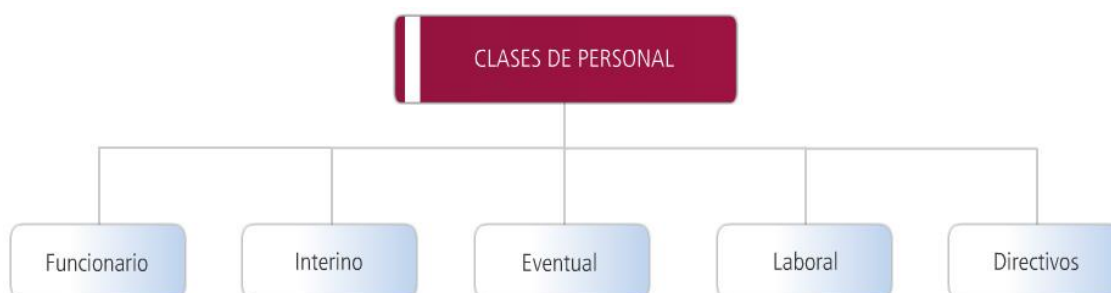 CLASES DE PERSONAL
Funcionario
Interino
Eventual
Laboral
Directivos